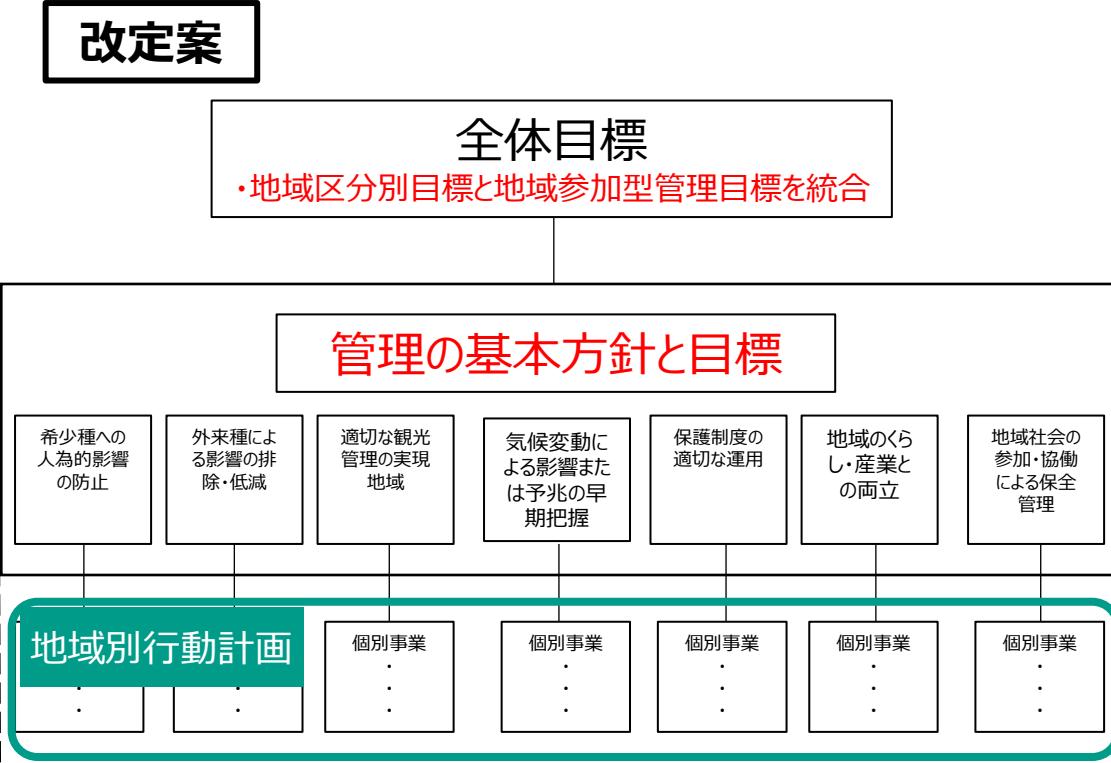 改定案
全体目標
・地域区分別目標と地域参加型管理目標を統合
管理の基本方針と目標
希少種への
人為的影響
の防止
外来種によ
る影響の排
除・低減
適切な観光
管理の実現
地域
気候変動に
よる影響また
は予兆の早
期把握
保護制度の
適切な運用
地域のくら
し・産業と
の両立
地域社会の
参加・協働
による保全
管理
地域別行動計画
・
・
・
・
個別事業
・
・
・
個別事業
・
・
・
個別事業
・
・
・
個別事業
・
・
・
個別事業
・
・
・